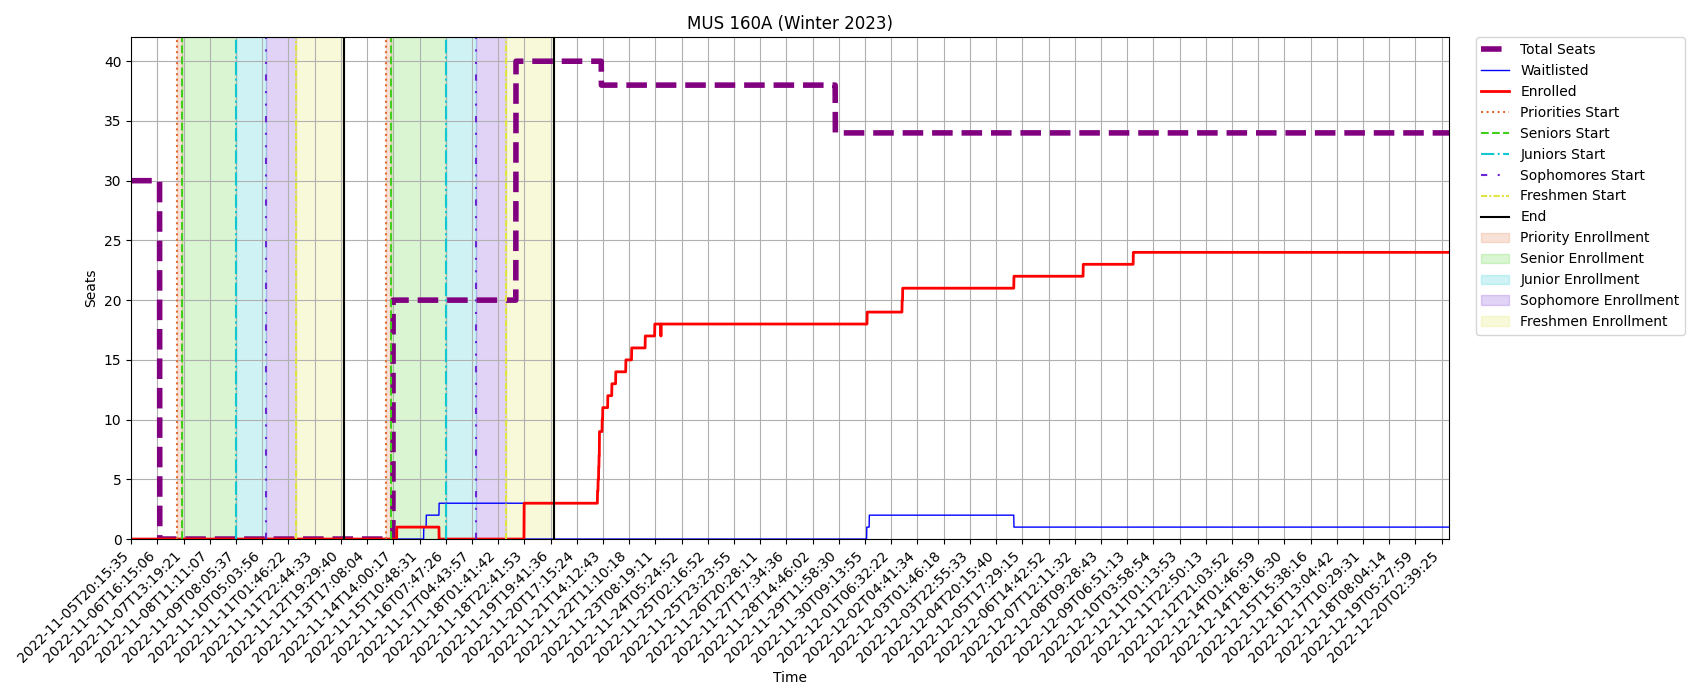 MUS 160A (Winter 2023)
Seats
40
35
30
25
20
15
10
5
0
2022-11-05T20:15:35
2022-11-06T16:15:06
2022-11-07T13:19:21
2022-11-08T11:11:07
2022-11-09T08:05:37
2022-11-10T05:03:56
2022-11-11T01:46:22
2022-11-11T22:44:33
2022-11-12T19:29:40
2022-11-13T17:08:04
2022-11-14T14:00:17
2022-11-15T10:48:31
2022-11-16T07:47:26
2022-11-17T04:43:57
2022-11-18T01:41:42
2022-11-18T22:41:53
2022-11-19T19:41:36
2022-11-20T17:15:24
2022-11-21T14:12:43
2022-11-22T11:10:18
2022-11-23T08:19:11
2022-11-24T05:24:52
2022-11-25T02:16:52
2022-11-25T23:23:55
2022-11-26T20:28:11
2022-11-27T17:34:36
2022-11-28T14:46:02
2022-11-29T11:58:30
2022-11-30T09:13:55
2022-12-01T06:32:22
2022-12-02T04:41:34
2022-12-03T01:46:18
2022-12-03T22:55:33
2022-12-04T20:15:40
2022-12-05T17:29:15
2022-12-06T14:42:52
2022-12-07T12:11:32
2022-12-08T09:28:43
2022-12-09T06:51:13
2022-12-10T03:58:54
2022-12-11T01:13:53
2022-12-11T22:50:13
2022-12-12T21:03:52
2022-12-14T01:46:59
2022-12-14T18:16:30
2022-12-15T15:38:16
2022-12-16T13:04:42
2022-12-17T10:29:31
2022-12-18T08:04:14
2022-12-19T05:27:59
2022-12-20T02:39:25
Time
Total Seats
Waitlisted
Enrolled
Priorities Start
Seniors Start
Juniors Start
Sophomores Start
Freshmen Start
End
Priority Enrollment
Senior Enrollment
Junior Enrollment
Sophomore Enrollment
Freshmen Enrollment